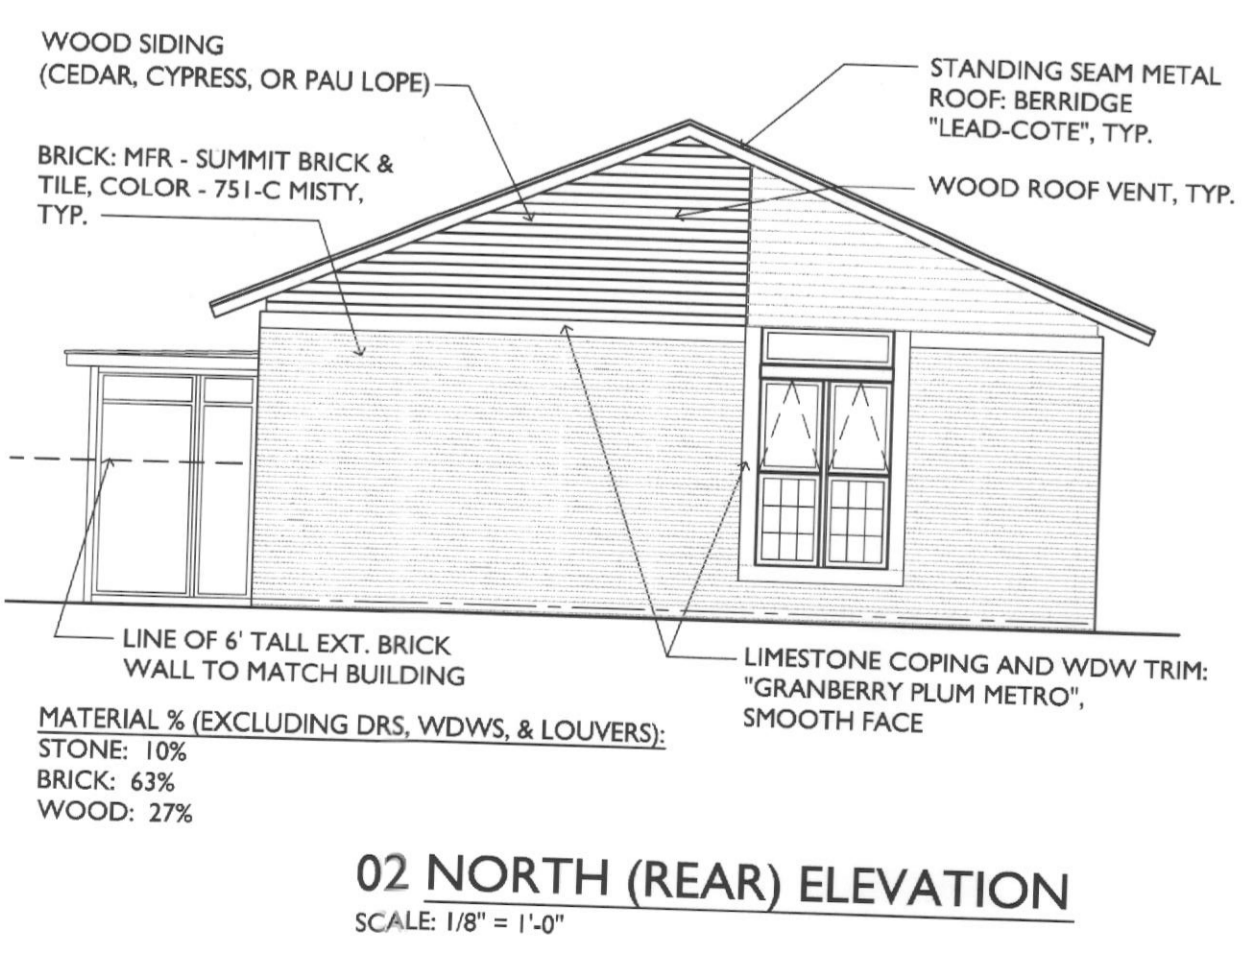 WOOD SIDING
(CEDAR, CYPRESS, OR PAU LOPE)
STANDING SEAM METAL
ROOF: BERRIDGE
"LEAD-COTE", TYP.
BRICK: MFR - SUMMIT BRICK &
TILE, COLOR - 751-C MISTY,
TYP.
WOOD ROOF VENT, TYP.
LINE OF 6' TALL EXT. BRICK
WALL TO MATCH BUILDING
LIMESTONE COPING AND WDW TRIM:
"GRANBERRY PLUM METRO",
SMOOTH FACE
MATERIAL % (EXCLUDING DRS, WDWS, & LOUVERS):
STONE: 10%
BRICK: 63%
WOOD: 27%
02 NORTH (REAR) ELEVATION
SCALE: 1/8" = 1'-0"